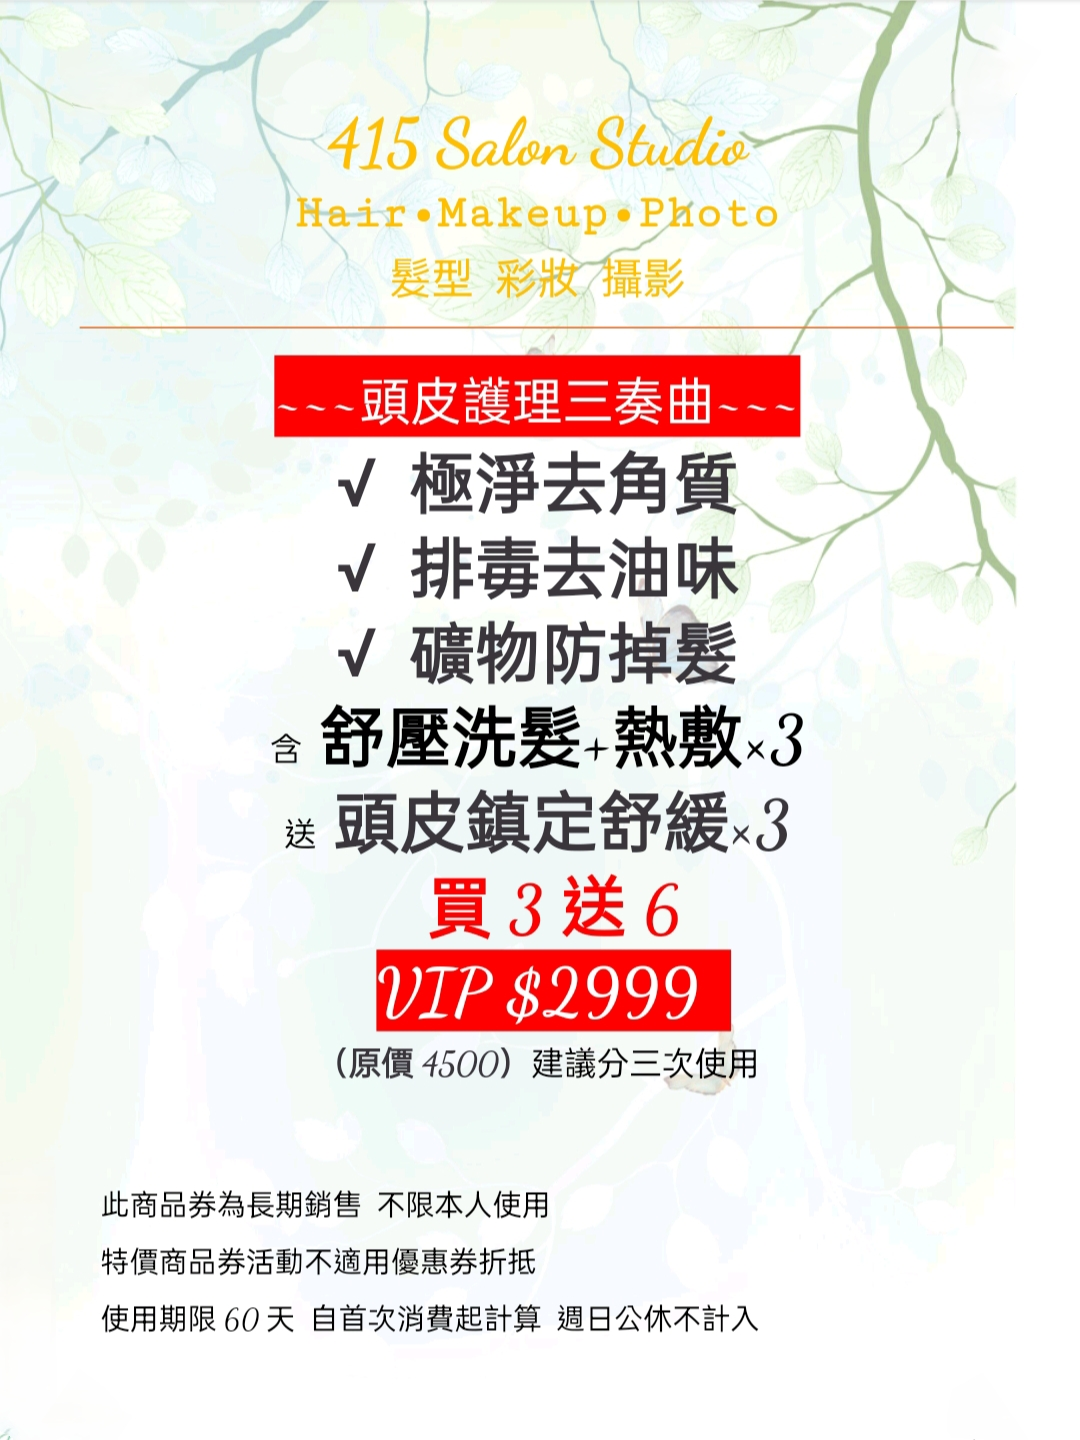 415 Salon Studio
Hair•Makeup•Photo
髮型 彩妝 攝影
~~~頭皮護理三奏曲~~~
√ 極淨去角質
√ 排毒去油味
√ 礦物防掉髮
含 舒壓洗髮+熱敷×3
送 頭皮鎮定舒緩×3
買 3 送 6
VIP $2999
（原價 4500）建議分三次使用
此商品券為長期銷售 不限本人使用
特價商品券活動不適用優惠券折抵
使用期限 60 天 自首次消費起計算 週日公休不計入